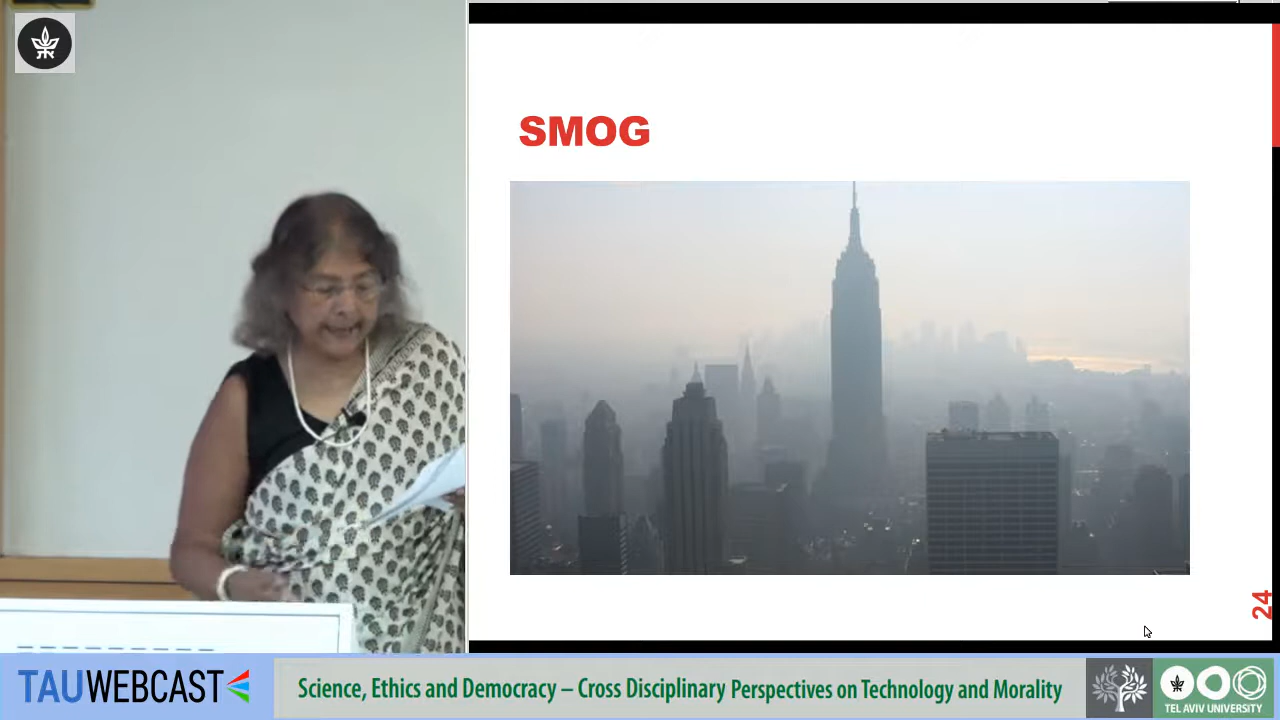 SMOG
24
TAUWEBCAST
Science, Ethics and Democracy – Cross Disciplinary Perspectives on Technology and Morality
TEL AVIV UNIVERSITY